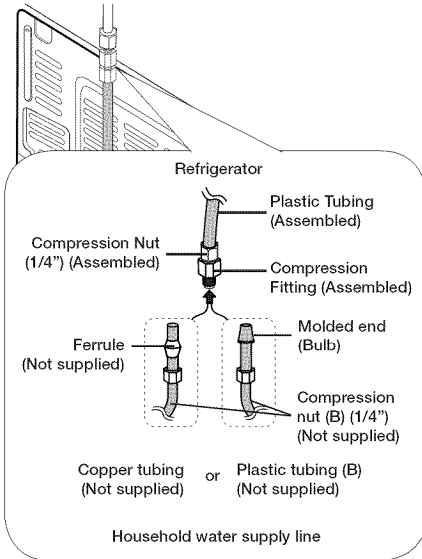 Refrigerator
Plastic Tubing
(Assembled)
Compression Nut
(1/4”) (Assembled)
Compression
Fitting (Assembled)
Ferrule
(Not supplied)
Molded end
(Bulb)
Compression
nut (B) (1/4”)
(Not supplied)
Copper tubing
(Not supplied)
or
Plastic tubing (B)
(Not supplied)
Household water supply line